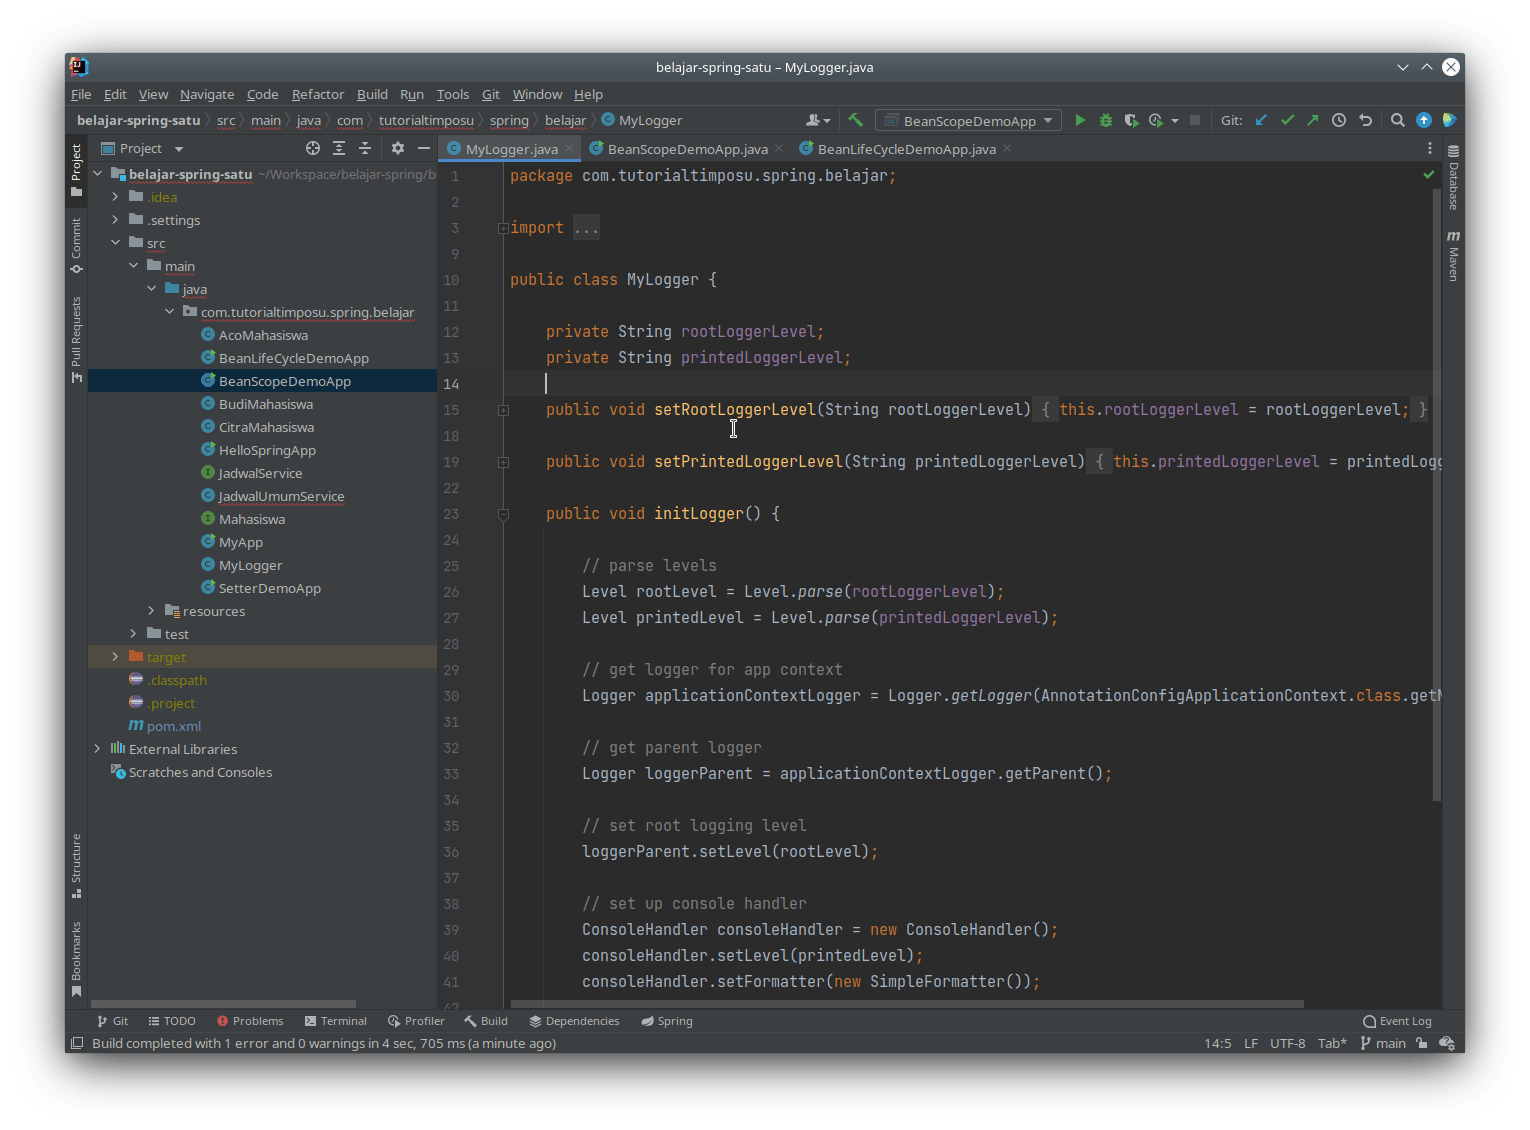 belajar-spring-satu – MyLogger.java
File Edit View Navigate Code Refactor Build Run Tools Git Window Help
belajar-spring-satu src main java com tutorialtimposu spring belajar MyLogger BeanScopeDemoApp Git:
Project
MyLogger.java BeanScopeDemoApp.java BeanLifeCycleDemoApp.java
Project
Commit
Pull Requests
Structure
Bookmarks
belajar-spring-satu ~/Workspace/belajar-spring/b
.idea
.settings
src
main
java
com.tutorialtimposu.spring.belajar
AcoMahasiswa
BeanLifeCycleDemoApp
BeanScopeDemoApp
BudiMahasiswa
CitraMahasiswa
HelloSpringApp
JadwalService
JadwalUmumService
Mahasiswa
MyApp
MyLogger
SetterDemoApp
resources
test
target
.classpath
.project
pom.xml
External Libraries
Scratches and Consoles
1 package com.tutorialtimposu.spring.belajar;
2
3 import ...
9
10 public class MyLogger {
11
12 private String rootLoggerLevel;
13 private String printedLoggerLevel;
14
15 public void setRootLoggerLevel(String rootLoggerLevel) { this.rootLoggerLevel = rootLoggerLevel; }
18
19 public void setPrintedLoggerLevel(String printedLoggerLevel) { this.printedLoggerLevel = printedLogg
22
23 public void initLogger() {
24
25 // parse levels
26 Level rootLevel = Level.parse(rootLoggerLevel);
27 Level printedLevel = Level.parse(printedLoggerLevel);
28
29 // get logger for app context
30 Logger applicationContextLogger = Logger.getLogger(AnnotationConfigApplicationContext.class.getN
31
32 // get parent logger
33 Logger loggerParent = applicationContextLogger.getParent();
34
35 // set root logging level
36 loggerParent.setLevel(rootLevel);
37
38 // set up console handler
39 ConsoleHandler consoleHandler = new ConsoleHandler();
40 consoleHandler.setLevel(printedLevel);
41 consoleHandler.setFormatter(new SimpleFormatter());
42
Database
m Maven
Git TODO Problems Terminal Profiler Build Dependencies Spring Event Log
Build completed with 1 error and 0 warnings in 4 sec, 705 ms (a minute ago) 14:5 LF UTF-8 Tab* main